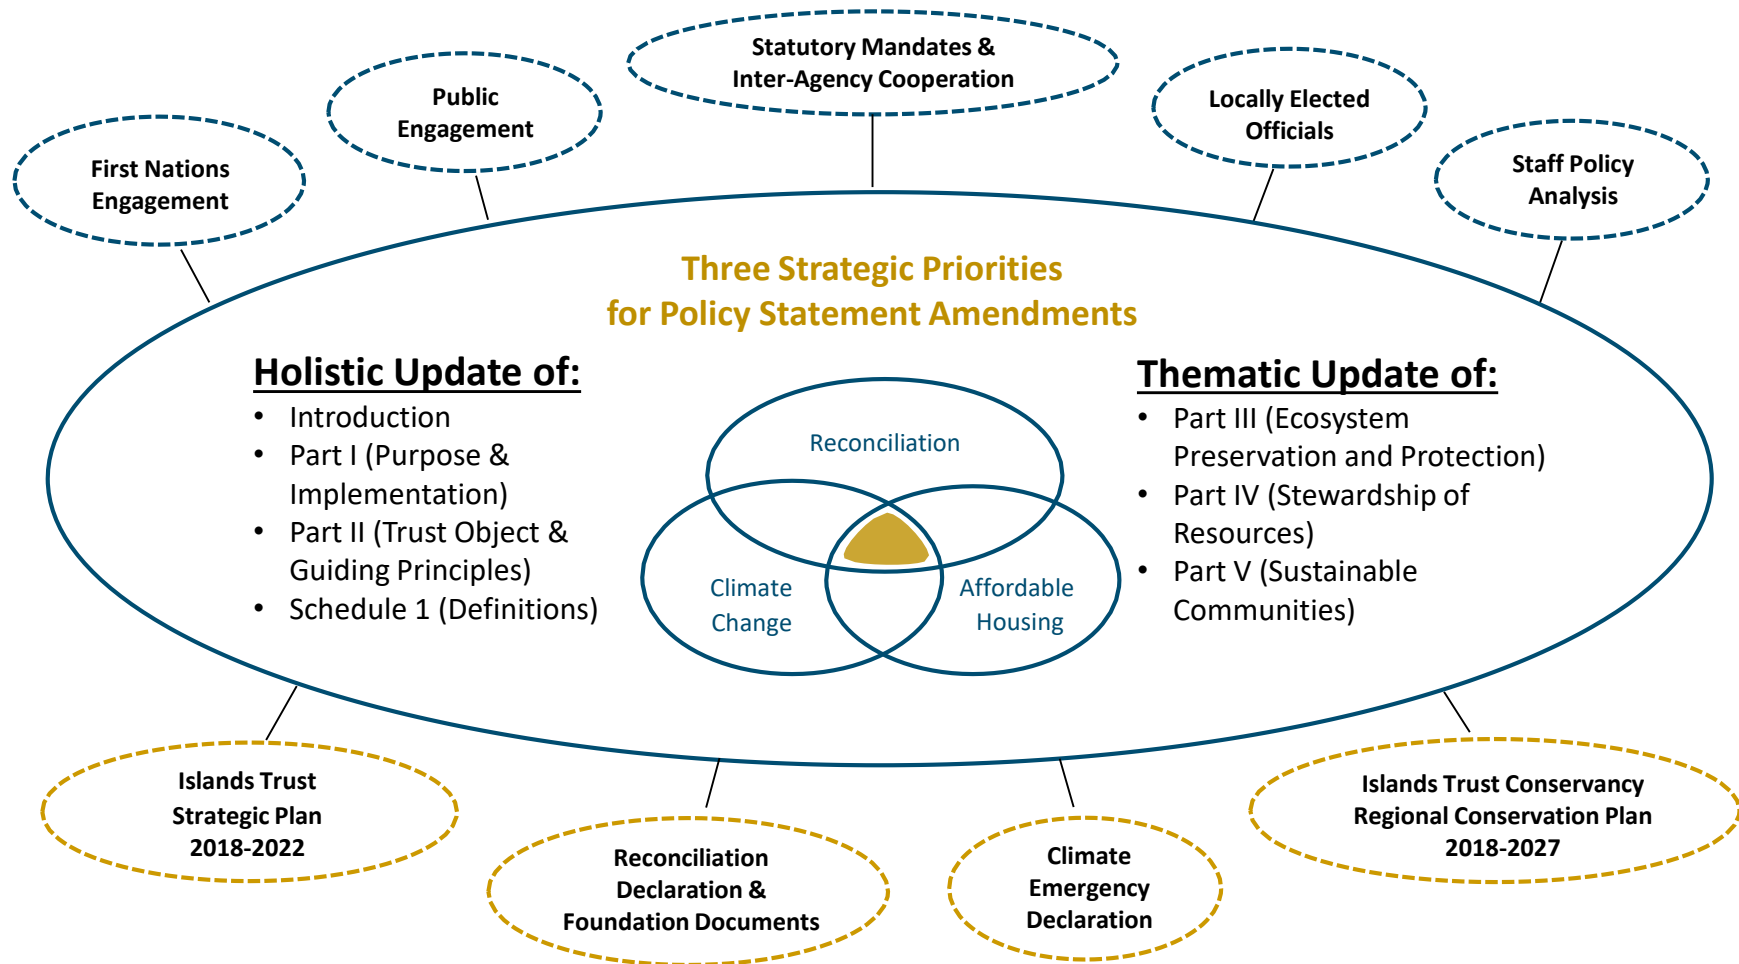 Statutory Mandates &
Inter-Agency Cooperation
Public
Engagement
Locally Elected
Officials
First Nations
Engagement
Staff Policy
Analysis
Three Strategic Priorities
for Policy Statement Amendments
Holistic Update of:
• Introduction
• Part I (Purpose &
Implementation)
• Part II (Trust Object &
Guiding Principles)
• Schedule 1 (Definitions)
Reconciliation
Climate
Change
Affordable
Housing
Thematic Update of:
• Part III (Ecosystem
Preservation and Protection)
• Part IV (Stewardship of
Resources)
• Part V (Sustainable
Communities)
Islands Trust
Strategic Plan
2018-2022
Reconciliation
Declaration &
Foundation Documents
Climate
Emergency
Declaration
Islands Trust Conservancy
Regional Conservation Plan
2018-2027